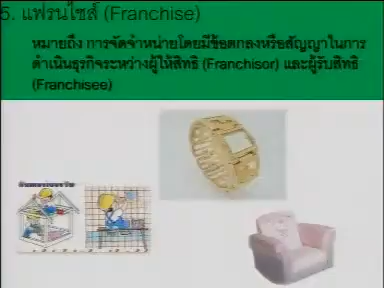 5. แฟรนไชส์ (Franchise)
หมายถึง การจัดจำหน่ายโดยมีข้อตกลงหรือสัญญาในการ
ดำเนินธุรกิจระหว่างผู้ให้สิทธิ (Franchisor) และผู้รับสิทธิ
(Franchisee)